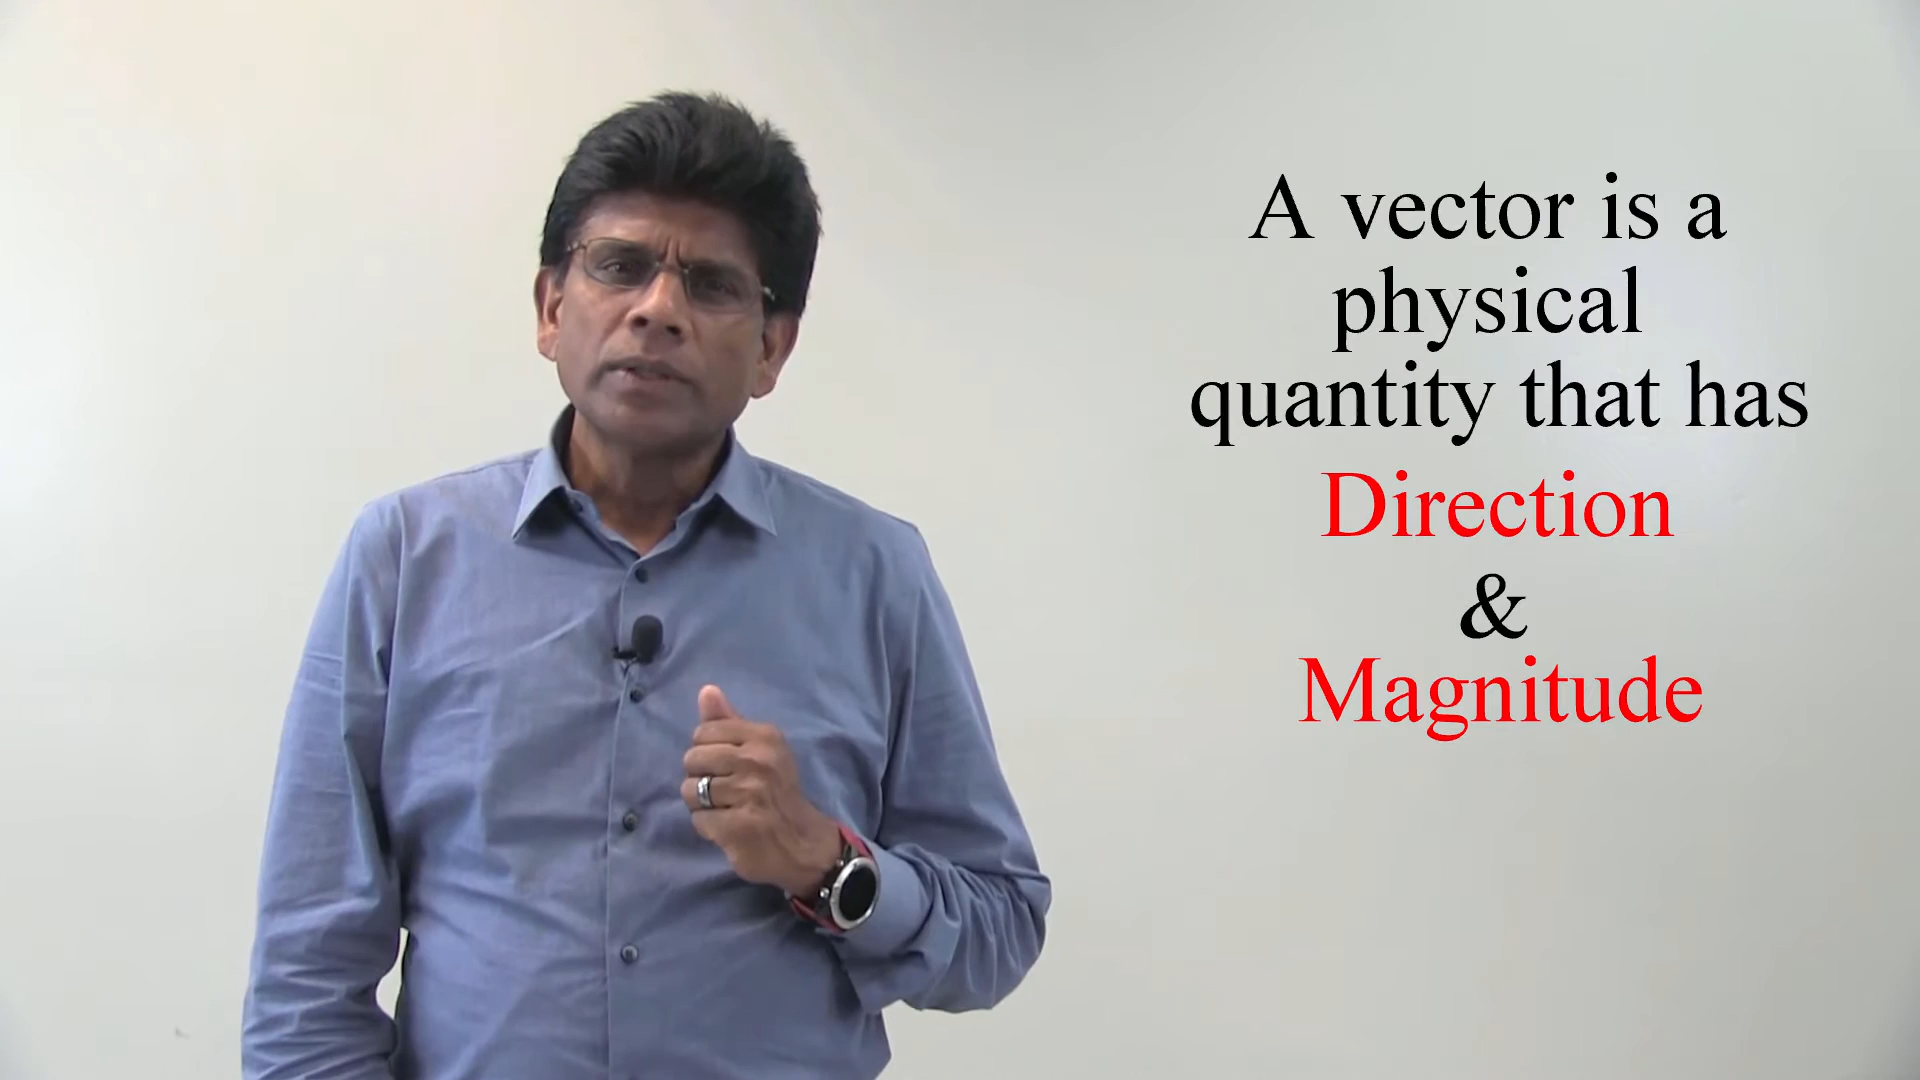 A vector is a
physical
quantity that has
Direction
&
Magnitude